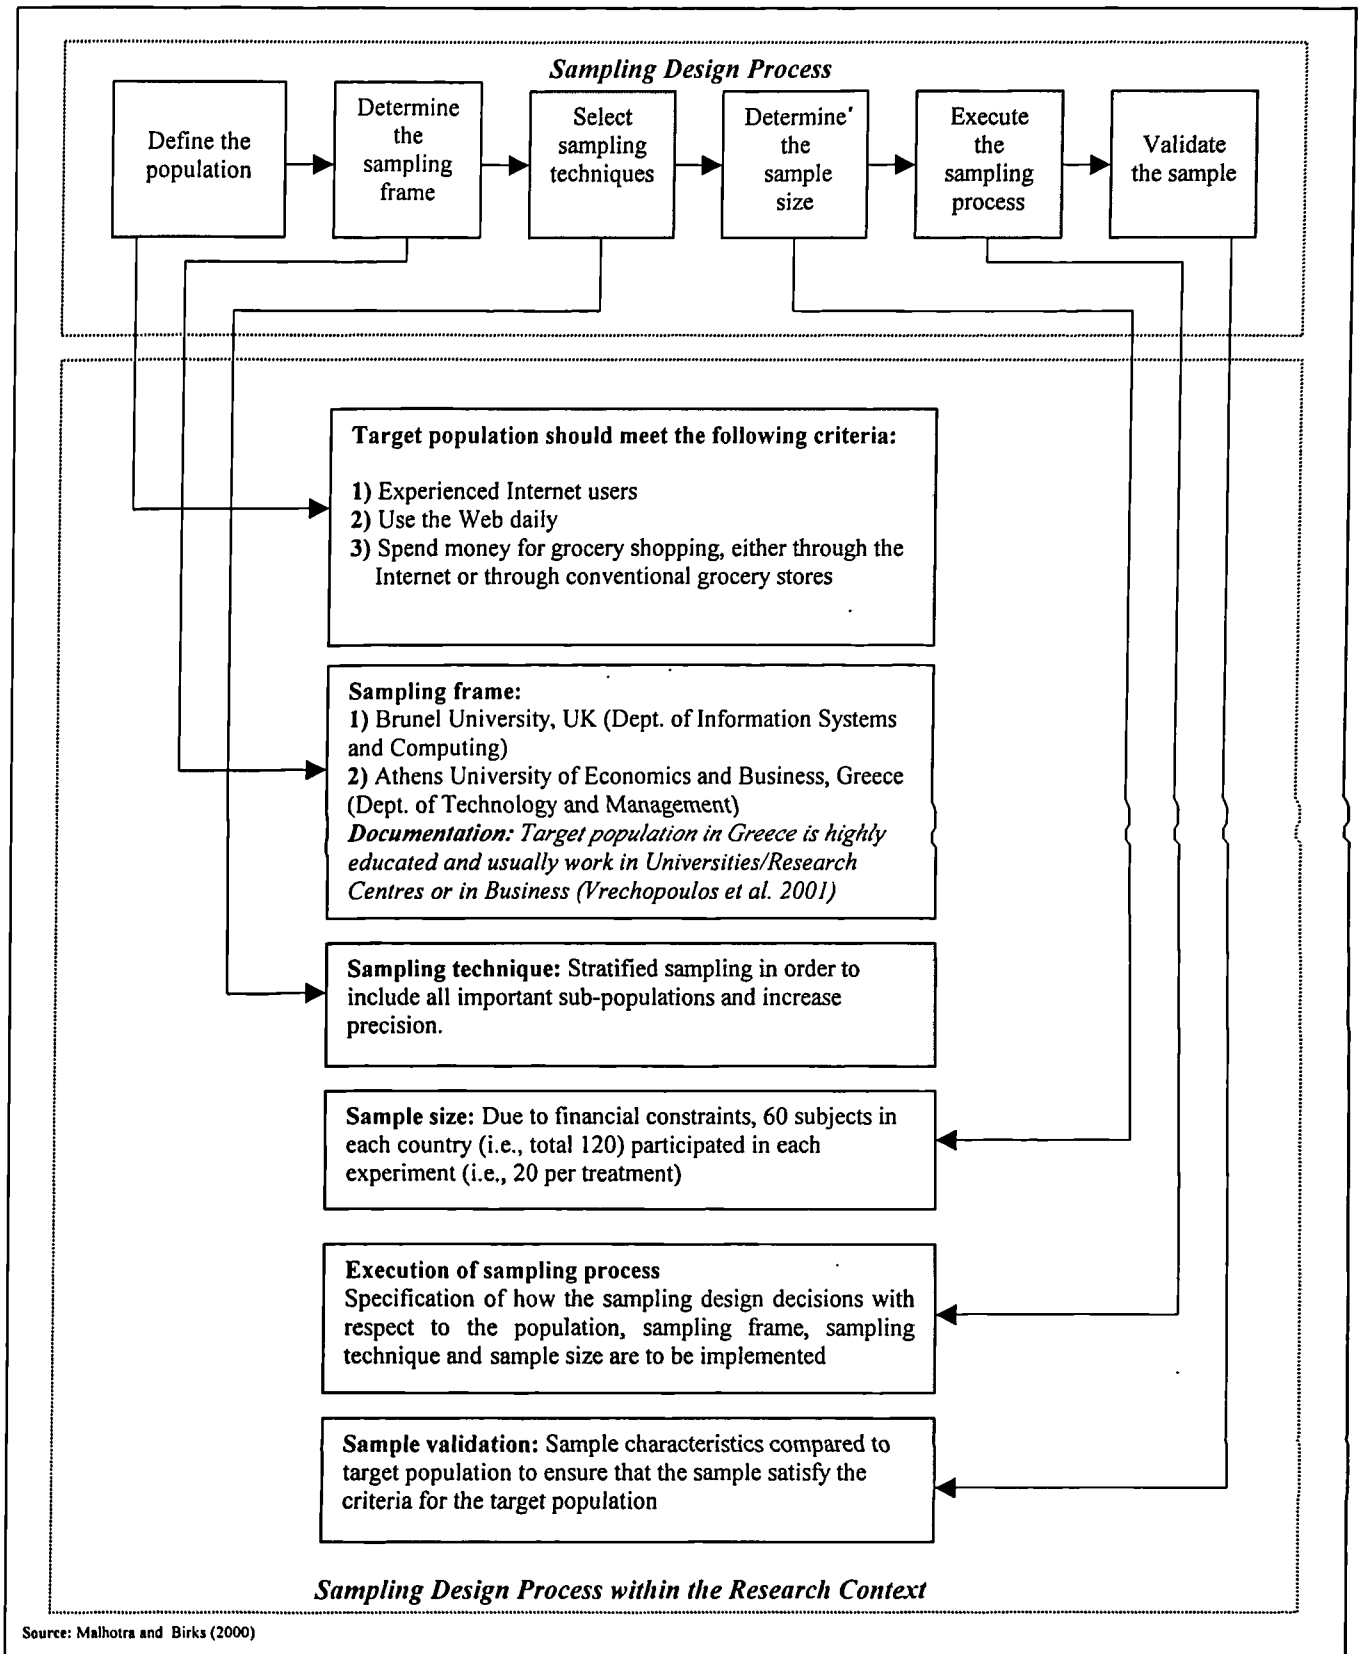 Sampling Design Process
Define the
population
Determine
the
sampling
frame
Select
sampling
techniques
Determine'
the
sample
size
Execute
the
sampling
process
Validate
the sample
Target population should meet the following criteria:
1) Experienced Internet users
2) Use the Web daily
3) Spend money for grocery shopping, either through the
Internet or through conventional grocery stores
Sampling frame:
1) Brunel University, UK (Dept. of Information Systems
and Computing)
2) Athens University of Economics and Business, Greece
(Dept. of Technology and Management)
Documentation: Target population in Greece is highly
educated and usually work in Universities/Research
Centres or in Business (Vrechopoulos et al. 2001)
Sampling technique: Stratified sampling in order to
include all important sub-populations and increase
precision.
Sample size: Due to financial constraints, 60 subjects in
each country (i.e., total 120) participated in each
experiment (i.e., 20 per treatment)
Execution of sampling process
Specification of how the sampling design decisions with
respect to the population, sampling frame, sampling
technique and sample size are to be implemented
Sample validation: Sample characteristics compared to
target population to ensure that the sample satisfy the
criteria for the target population
Sampling Design Process within the Research Context
Source: Malhotra and Birks (2000)